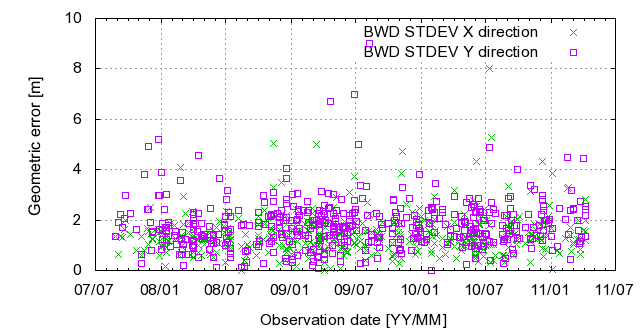 10
8
6
4
2
0
Geometric error [m]
BWD STDEV X direction
BWD STDEV Y direction
07/07 08/01 08/07 09/01 09/07 10/01 10/07 11/01 11/07
Observation date [YY/MM]